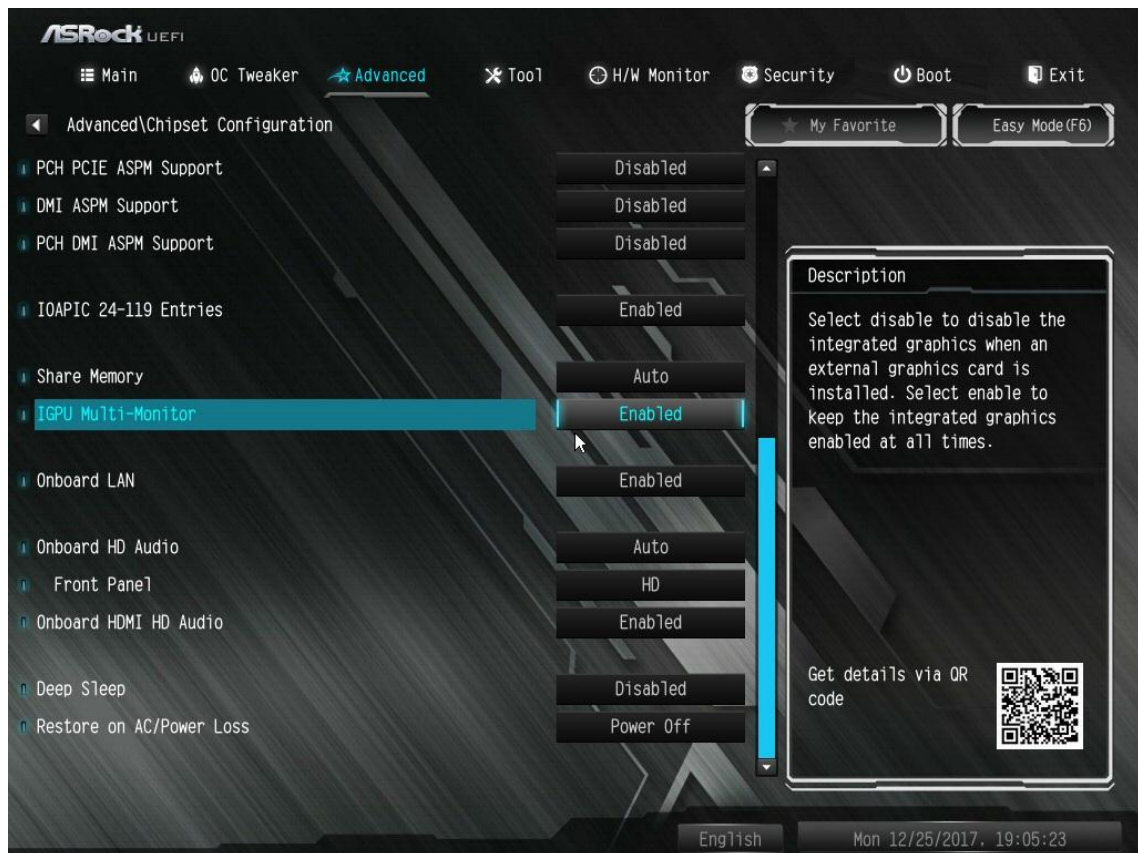 ASRock UEFI
Main OC Tweaker Advanced Tool H/W Monitor Security Boot Exit
Advanced\Chipset Configuration
My Favorite Easy Mode(F6)
PCH PCIE ASPM Support Disabled
DMI ASPM Support Disabled
PCH DMI ASPM Support Disabled
IOAPIC 24-119 Entries Enabled
Share Memory Auto
IGPU Multi-Monitor Enabled
Onboard LAN Enabled
Onboard HD Audio Auto
Front Panel HD
Onboard HDMI HD Audio Enabled
Deep Sleep Disabled
Restore on AC/Power Loss Power Off
Description
Select disable to disable the
integrated graphics when an
external graphics card is
installed. Select enable to
keep the integrated graphics
enabled at all times.
Get details via QR
code
English Mon 12/25/2017. 19:05:23